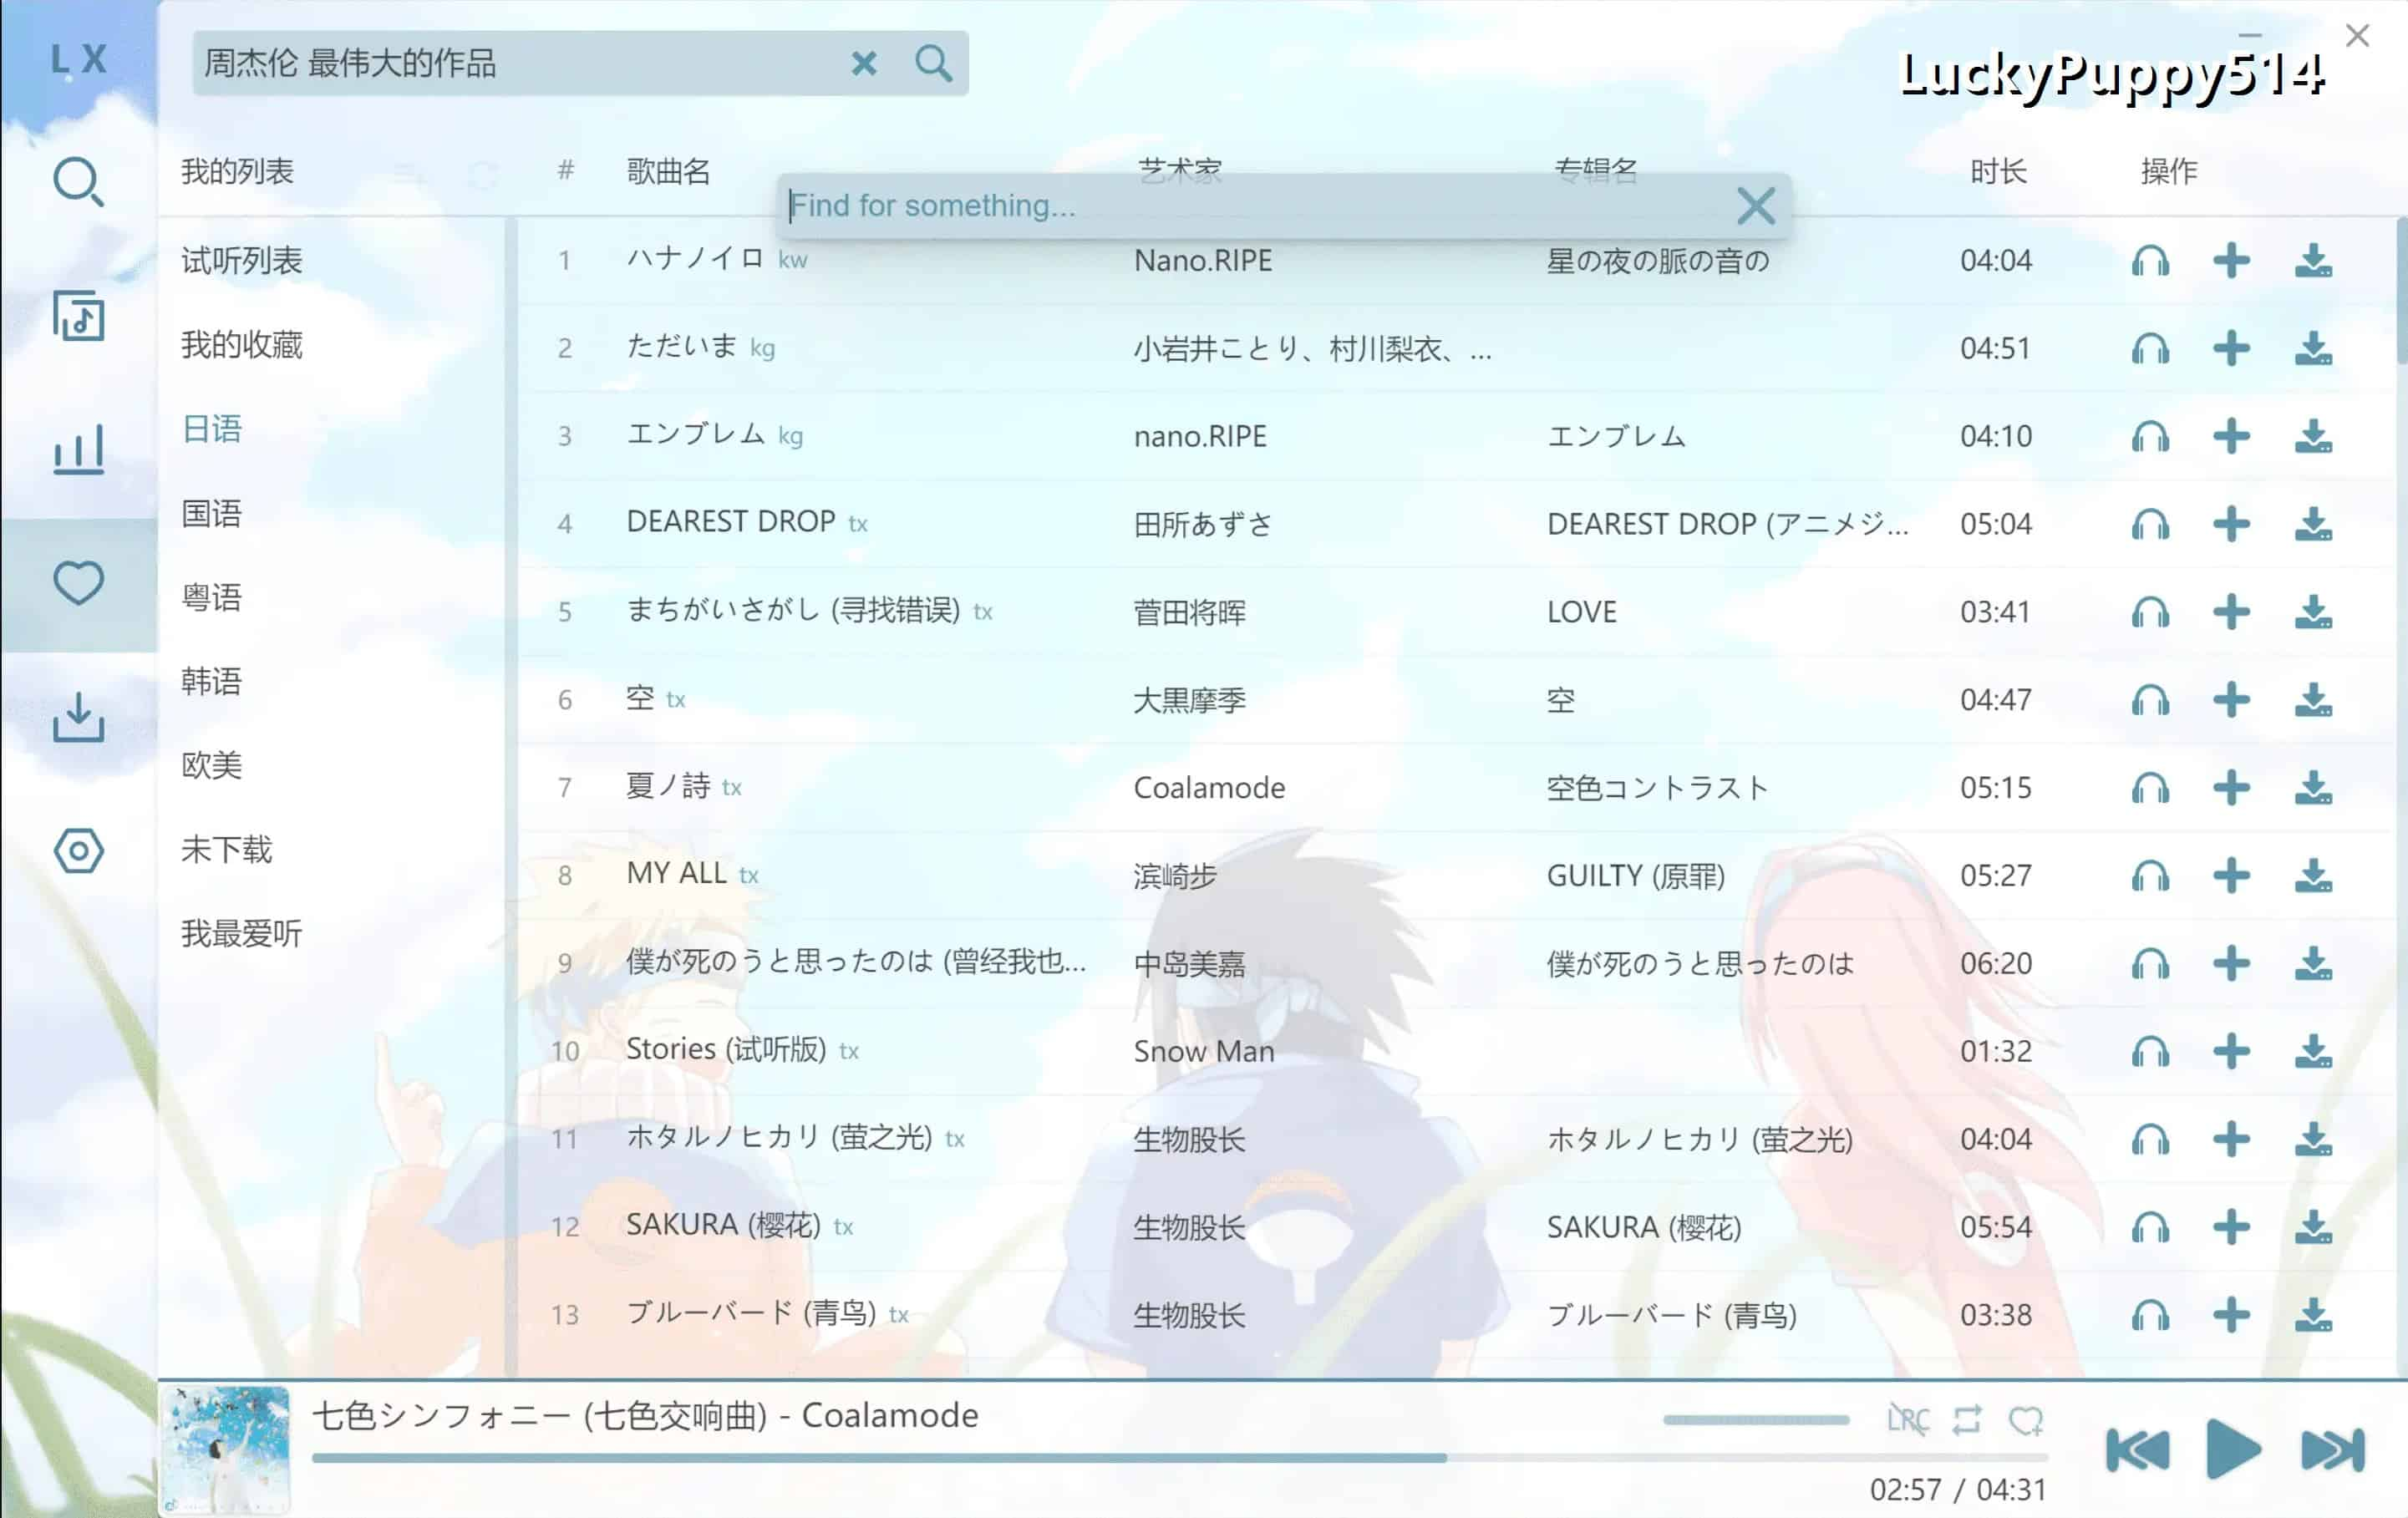 L X
周杰伦 最伟大的作品
LuckyPuppy514
我的列表
# 歌曲名 艺术家 专辑名 时长 操作
Find for something...
试听列表
我的收藏
日语
国语
粤语
韩语
欧美
未下载
我最爱听
1 ハナノイロ kw Nano.RIPE 星の夜の脈の音の 04:04
2 ただいま kg 小岩井ことり、村川梨衣、... 04:51
3 エンブレム kg nano.RIPE エンブレム 04:10
4 DEAREST DROP tx 田所あずさ DEAREST DROP (アニメジ... 05:04
5 まちがいさがし (寻找错误) tx 菅田将晖 LOVE 03:41
6 空 tx 大黒摩季 空 04:47
7 夏ノ詩 tx Coalamode 空色コントラスト 05:15
8 MY ALL tx 滨崎步 GUILTY (原罪) 05:27
9 僕が死のうと思ったのは (曾经我也... 中岛美嘉 僕が死のうと思ったのは 06:20
10 Stories (试听版) tx Snow Man 01:32
11 ホタルノヒカリ (萤之光) tx 生物股长 ホタルノヒカリ (萤之光) 04:04
12 SAKURA (樱花) tx 生物股长 SAKURA (樱花) 05:54
13 ブルーバード (青鸟) tx 生物股长 ブルーバード (青鸟) 03:38
七色シンフォニー (七色交响曲) - Coalamode
LRC
02:57 / 04:31